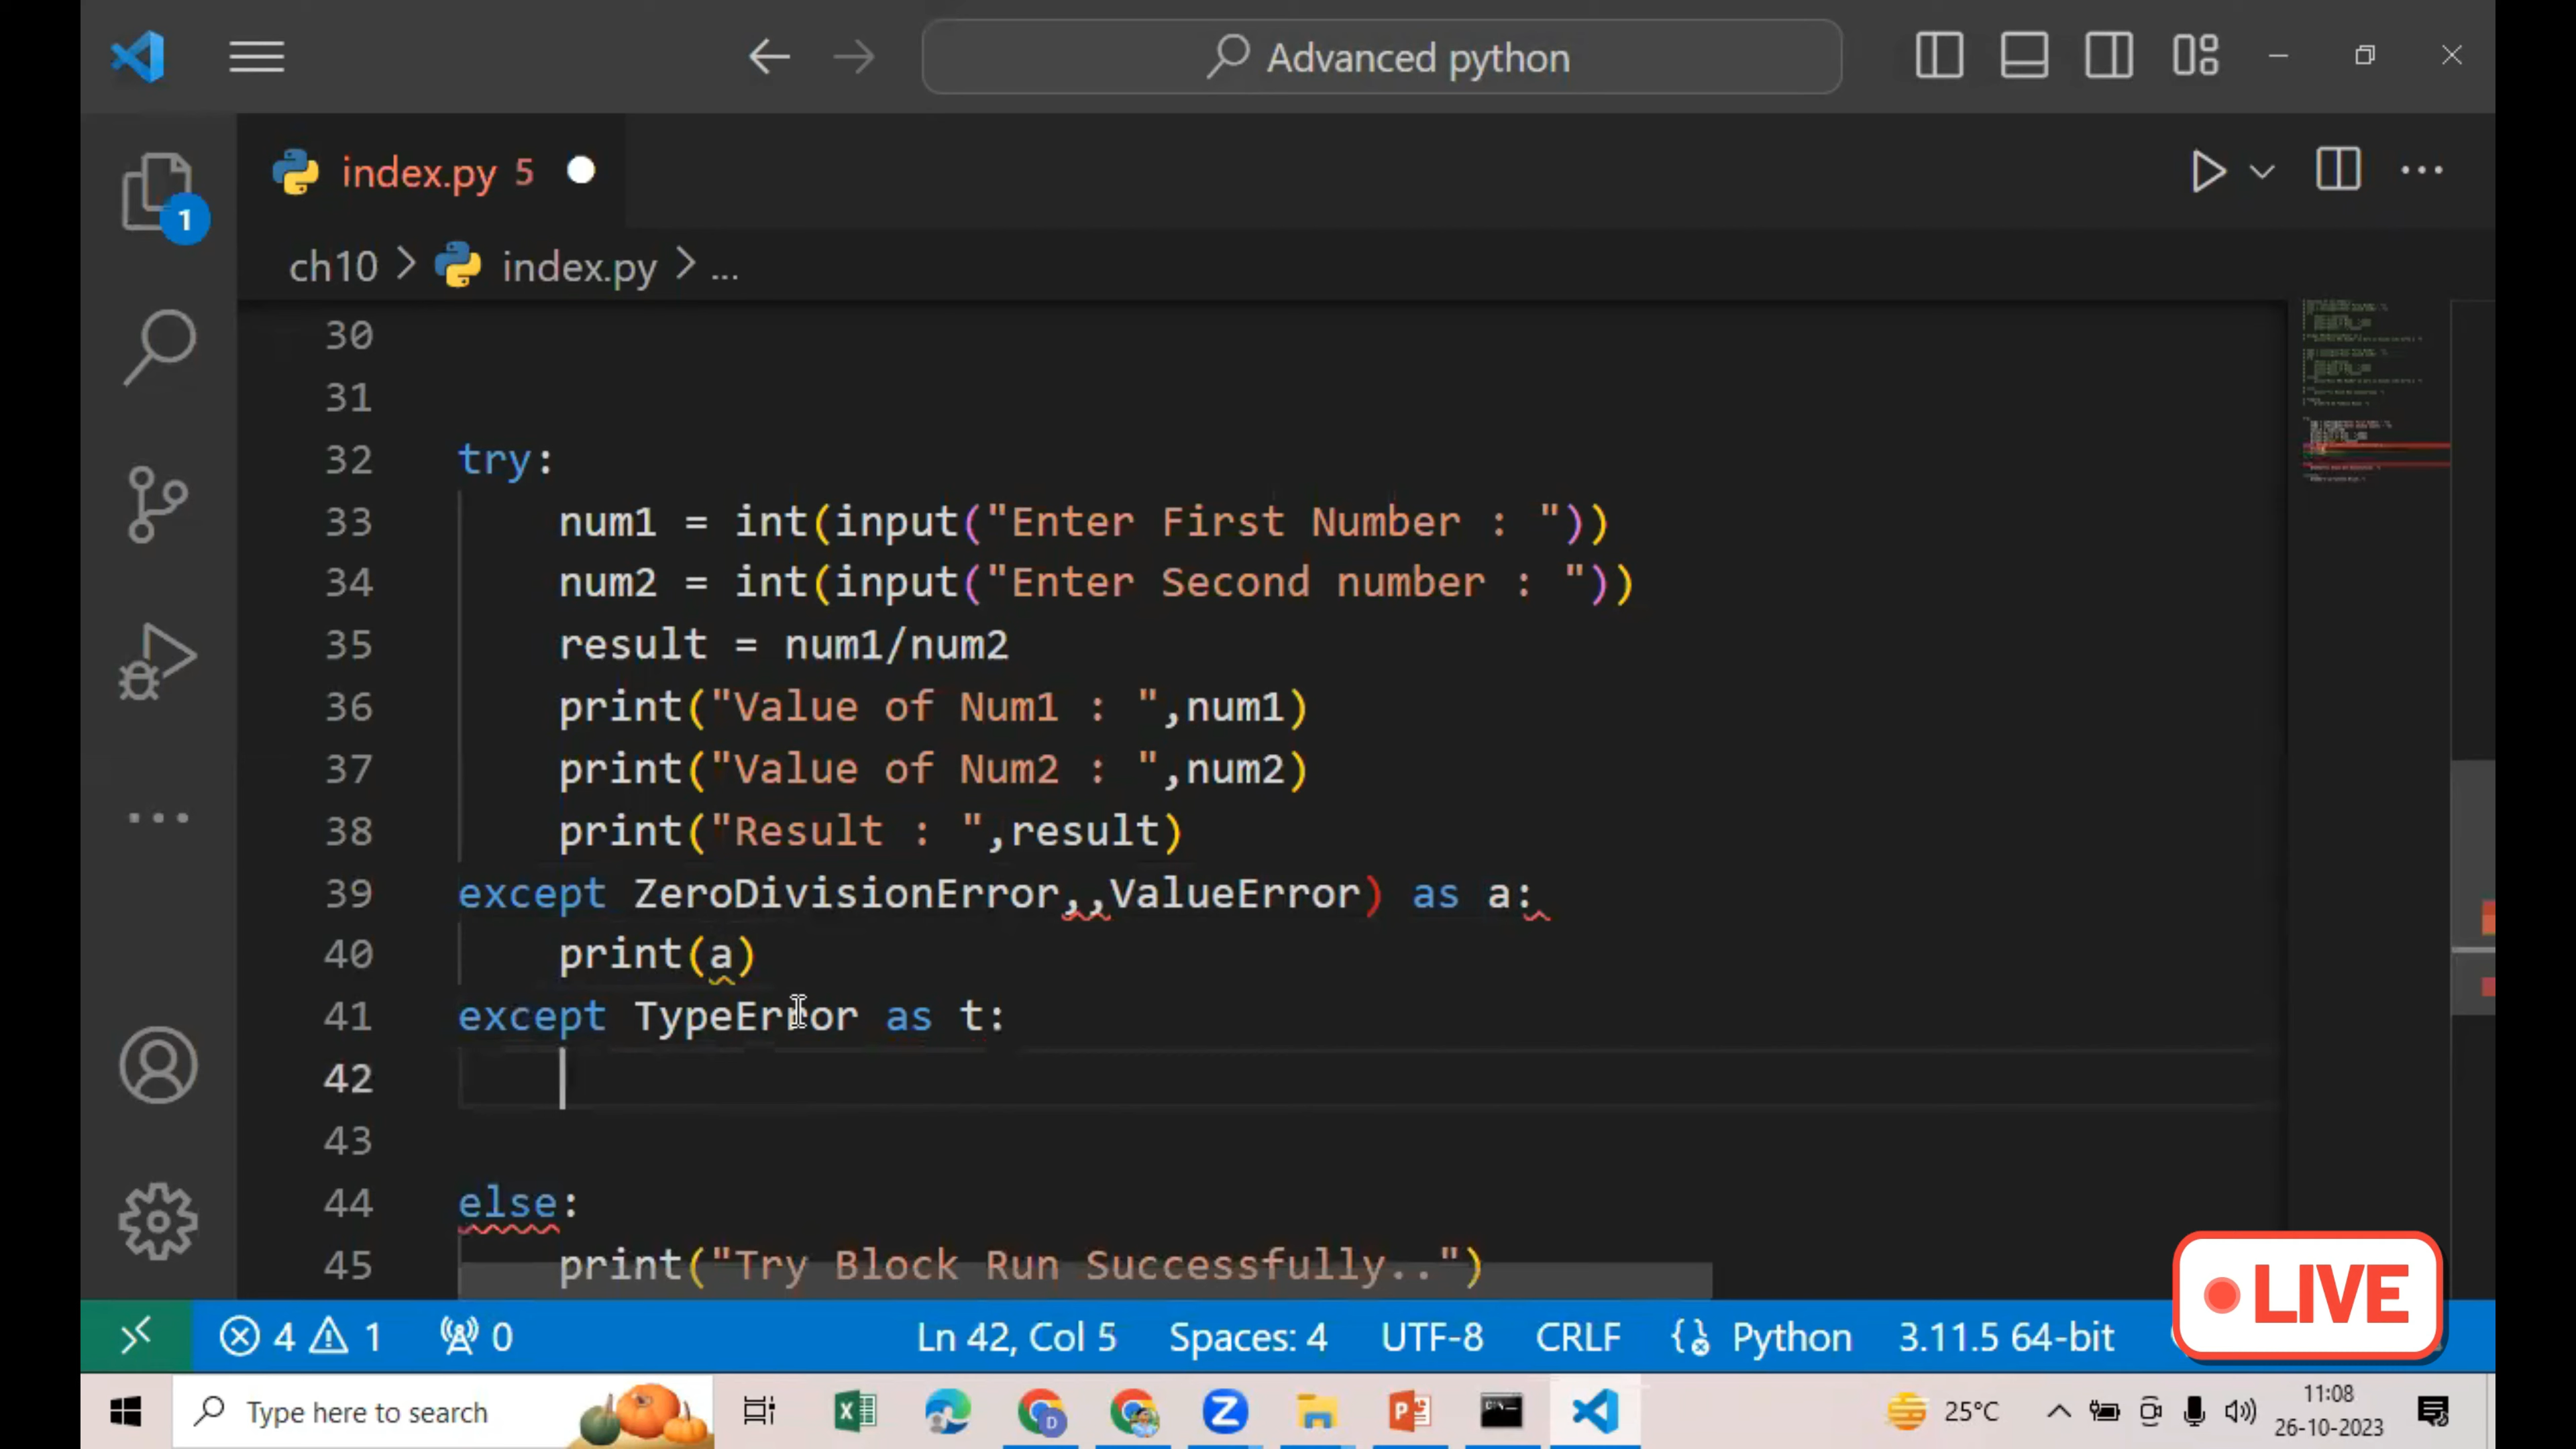 Advanced python
index.py 5
1
ch10 > index.py > ...
30
31
32 try:
33 num1 = int(input("Enter First Number : "))
34 num2 = int(input("Enter Second number : "))
35 result = num1/num2
36 print("Value of Num1 : ",num1)
37 print("Value of Num2 : ",num2)
38 print("Result : ",result)
39 except ZeroDivisionError,,ValueError) as a:
40 print(a)
41 except TypeError as t:
42
43
44 else:
45 print("Try Block Run Successfully..")
LIVE
4 1 0 Ln 42, Col 5 Spaces: 4 UTF-8 CRLF Python 3.11.5 64-bit
Type here to search 25°C 11:08
26-10-2023